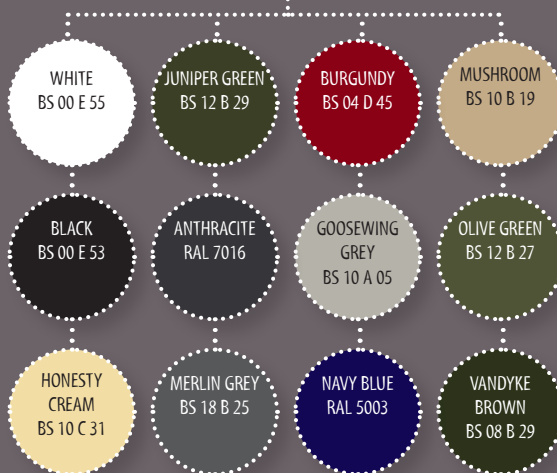 WHITE
BS 00 E 55
JUNIPER GREEN
BS 12 B 29
BURGUNDY
BS 04 D 45
MUSHROOM
BS 10 B 19
BLACK
BS 00 E 53
ANTHRACITE
RAL 7016
GOOSEWING
GREY
BS 10 A 05
OLIVE GREEN
BS 12 B 27
HONESTY
CREAM
BS 10 C 31
MERLIN GREY
BS 18 B 25
NAVY BLUE
RAL 5003
VANDYKE
BROWN
BS 08 B 29